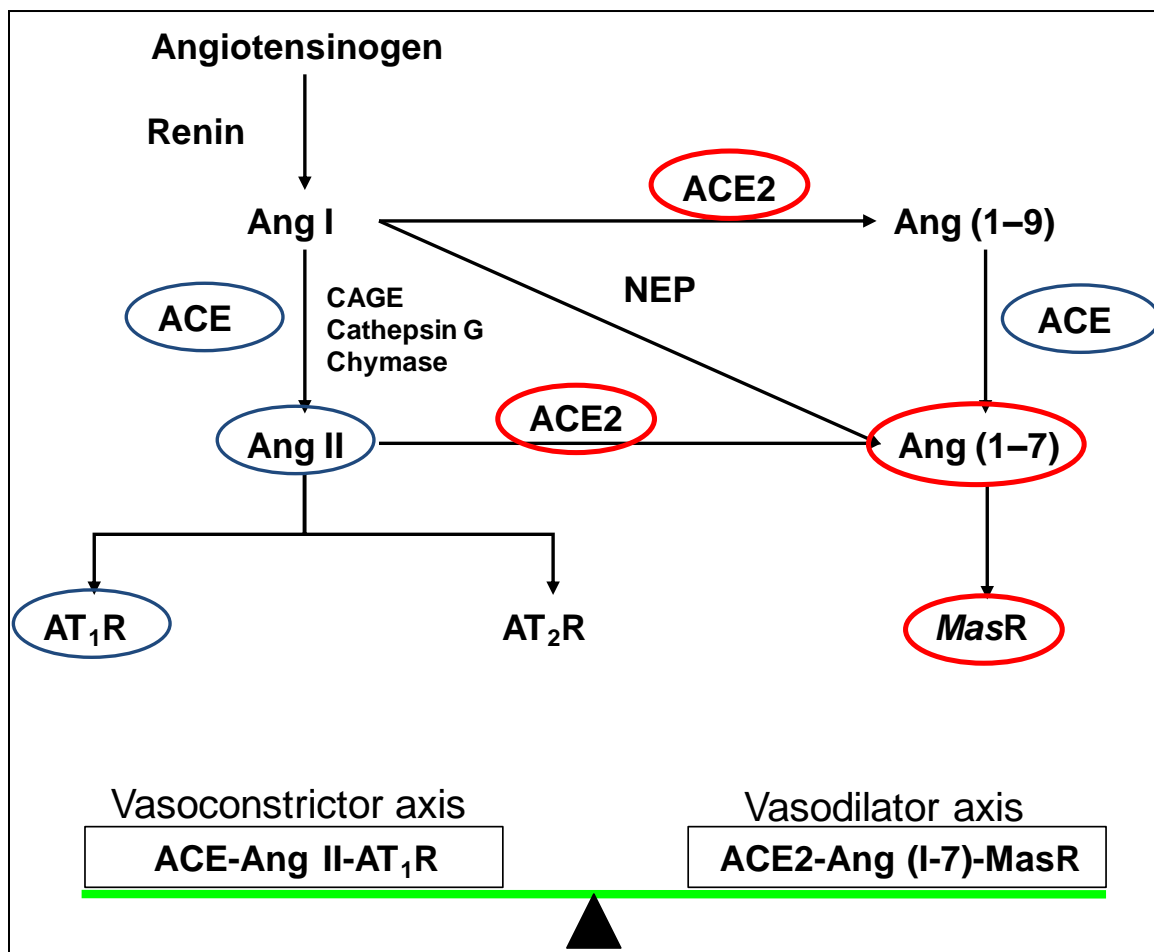 Angiotensinogen
Renin
ACE2
Ang I
Ang (1–9)
NEP
ACE
CAGE
Cathepsin G
Chymase
ACE
ACE2
Ang II
Ang (1–7)
AT₁R
AT₂R
MasR
Vasoconstrictor axis
Vasodilator axis
ACE-Ang II-AT₁R
ACE2-Ang (I-7)-MasR